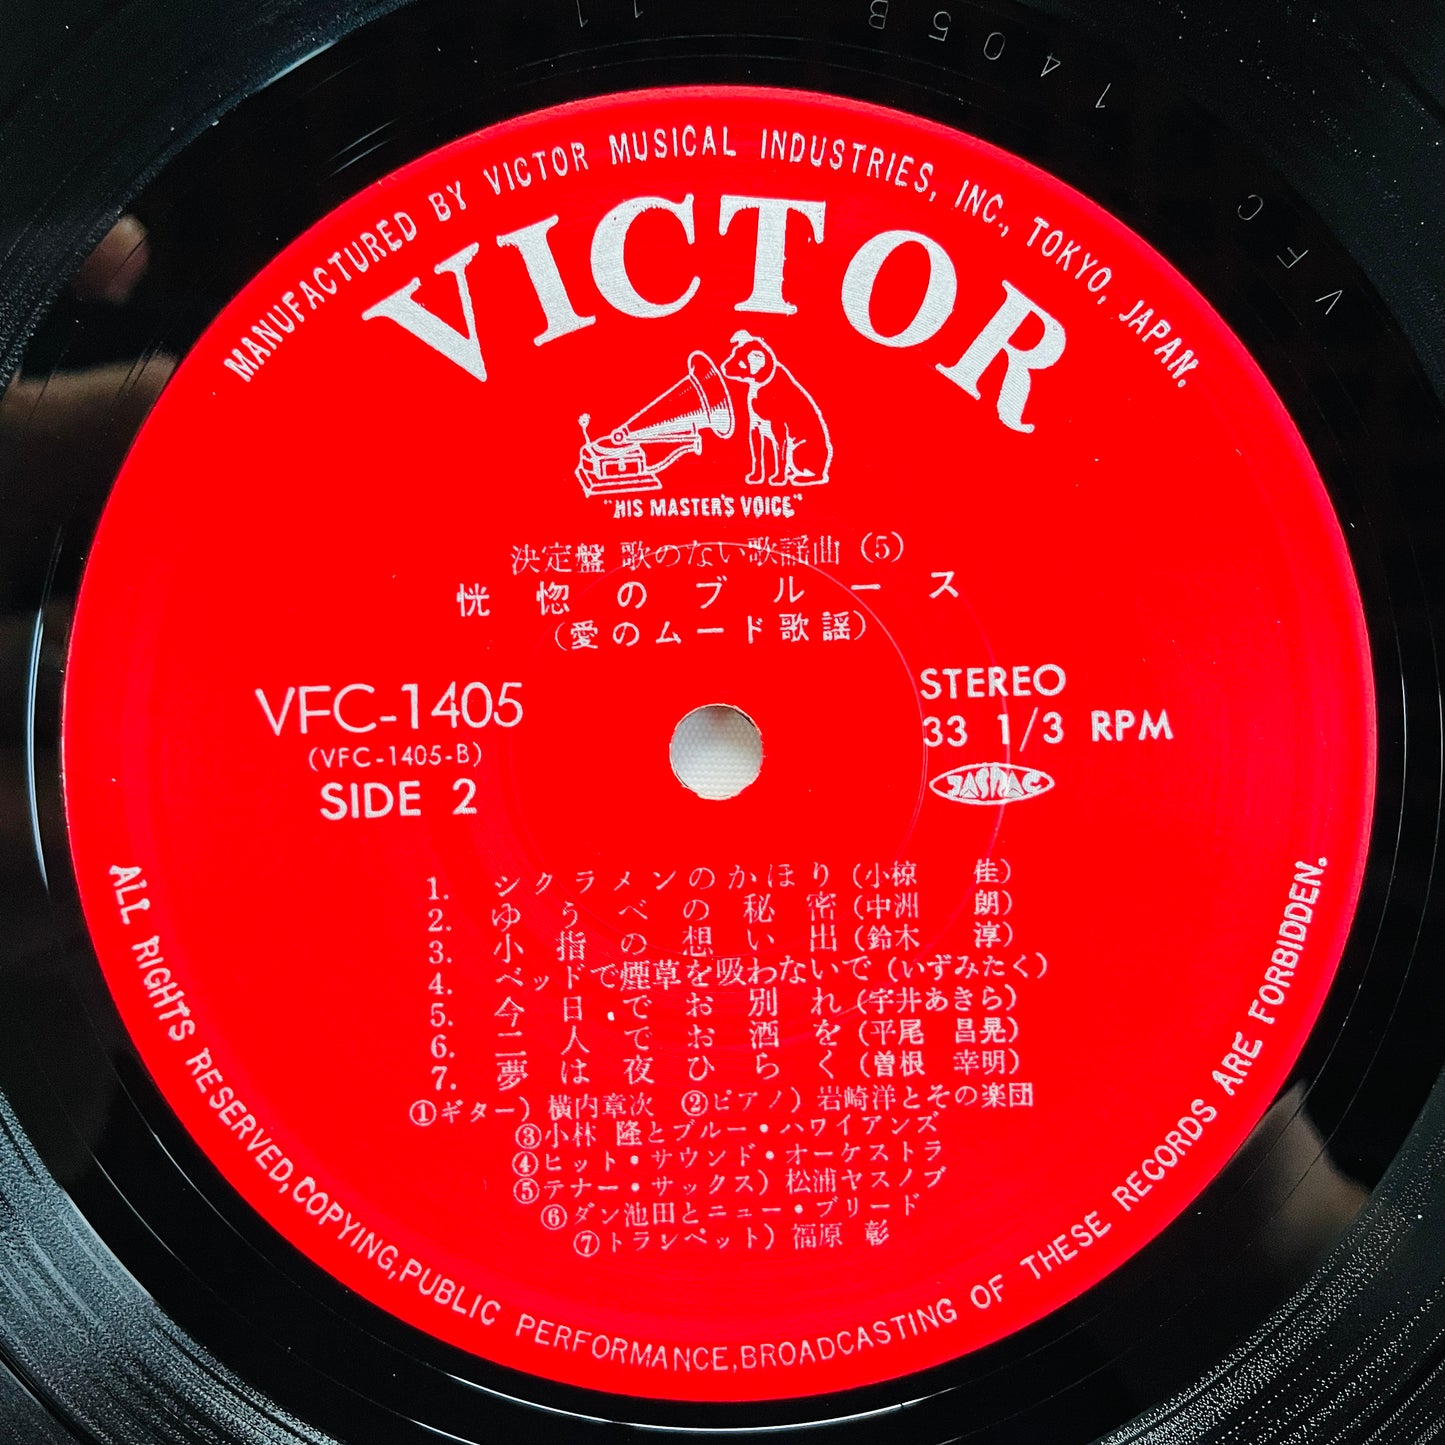 VFC 1405B 11
MANUFACTURED BY VICTOR MUSICAL INDUSTRIES, INC., TOKYO, JAPAN.
VICTOR
"HIS MASTER'S VOICE"
決定盤 歌のない歌謡曲 (5)
恍惚のブルース
(愛のムード歌謡)
VFC-1405
(VFC-1405-B)
SIDE 2
STEREO
33 1/3 RPM
JASRAC
1. シクラメンのかほり (小椋 佳)
2. ゆうべの秘密 (中洲 朗)
3. 小指の想い出 (鈴木 淳)
4. ベッドで煙草を吸わないで (いずみたく)
5. 今日でお別れ (宇井あきら)
6. 二人でお酒を (平尾 昌晃)
7. 夢は夜ひらく (曽根 幸明)
①ギター) 横内章次 ②ピアノ) 岩崎洋とその楽団
③小林 隆とブルー・ハワイアンズ
④ヒット・サウンド・オーケストラ
⑤テナー・サックス) 松浦ヤスノブ
⑥ダン池田とニュー・ブリード
⑦トランペット) 福原 彰
ALL RIGHTS RESERVED, COPYING, PUBLIC PERFORMANCE, BROADCASTING OF THESE RECORDS ARE FORBIDDEN.